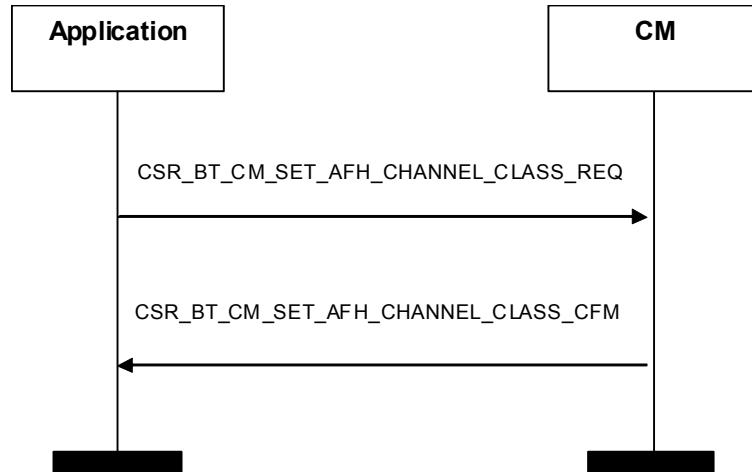 Application
CM
CSR_BT_CM_SET_AFH_CHANNEL_CLASS_REQ
CSR_BT_CM_SET_AFH_CHANNEL_CLASS_CFM